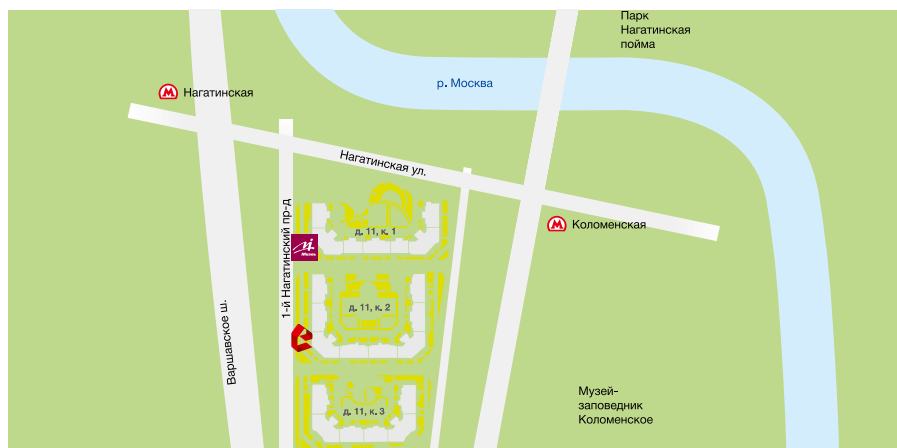 Парк
Нагатинская
пойма
р. Москва
М Нагатинская
Нагатинская ул.
1-й Нагатинский пр-д
д. 11, к. 1
М Коломенская
Варшавское ш.
д. 11, к. 2
д. 11, к. 3
Музей-
заповедник
Коломенское